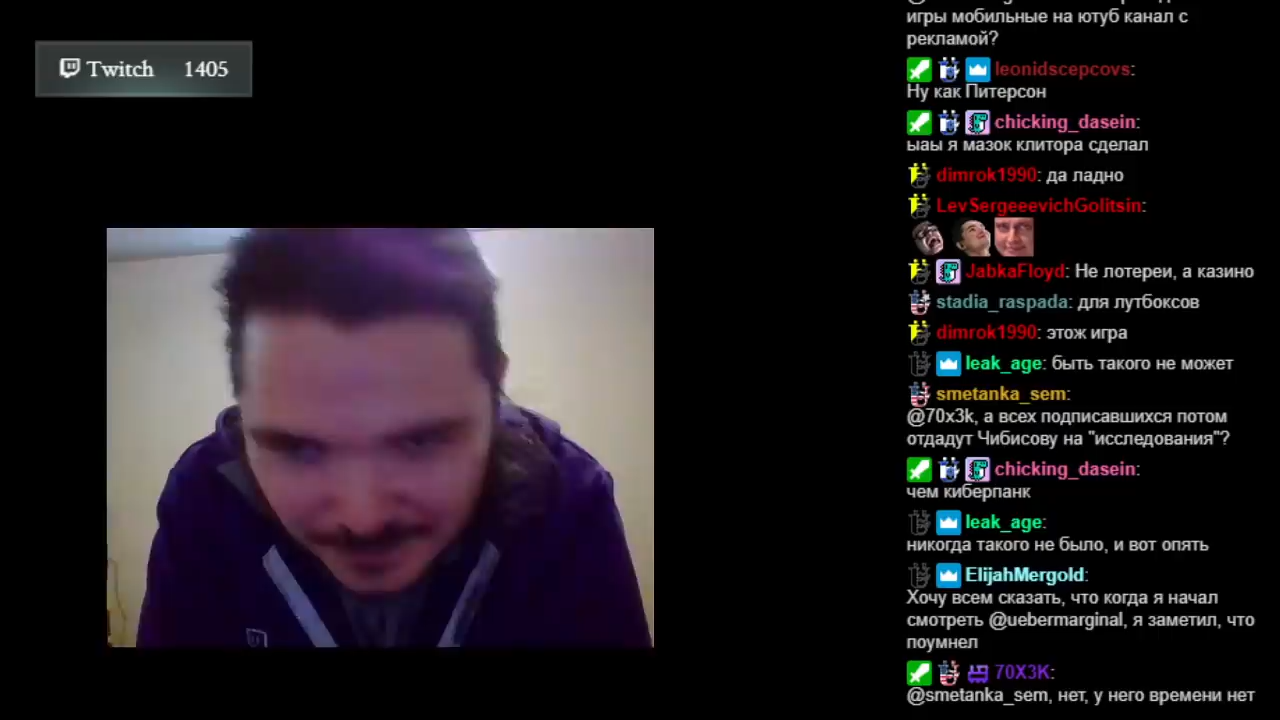 Twitch 1405
игры мобильные на ютуб канал с
рекламой?
leonidscepcovs:
Ну как Питерсон
chicking_dasein:
ыаы я мазок клитора сделал
dimrok1990: да ладно
LevSergeeevichGolitsin:
JabkaFloyd: Не лотереи, а казино
stadia_raspada: для лутбоксов
dimrok1990: этож игра
leak_age: быть такого не может
smetanka_sem:
@70x3k, а всех подписавшихся потом
отдадут Чибисову на "исследования"?
chicking_dasein:
чем киберпанк
leak_age:
никогда такого не было, и вот опять
ElijahMergold:
Хочу всем сказать, что когда я начал
смотреть @uebermarginal, я заметил, что
поумнел
70X3K:
@smetanka_sem, нет, у него времени нет